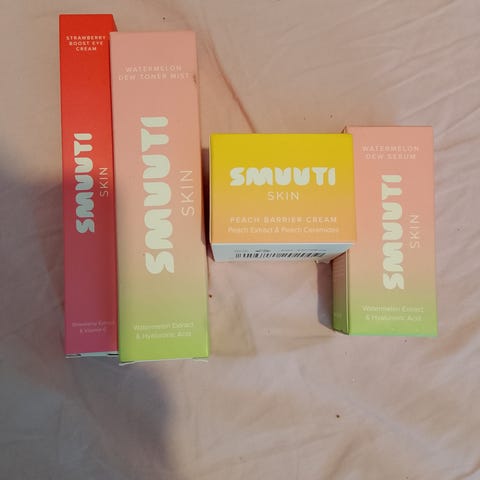 STRAWBERRY
BOOST EYE
CREAM
SMUUTI
SKIN
Strawberry Extract
& Vitamin C
WATERMELON
DEW TONER MIST
SMUUTI
SKIN
Watermelon Extract
& Hyaluronic Acid
SMUUTI
SKIN
PEACH BARRIER CREAM
Peach Extract & Peach Ceramides
WATERMELON
DEW SERUM
SMUUTI
SKIN
Watermelon Extract
& Hyaluronic Acid